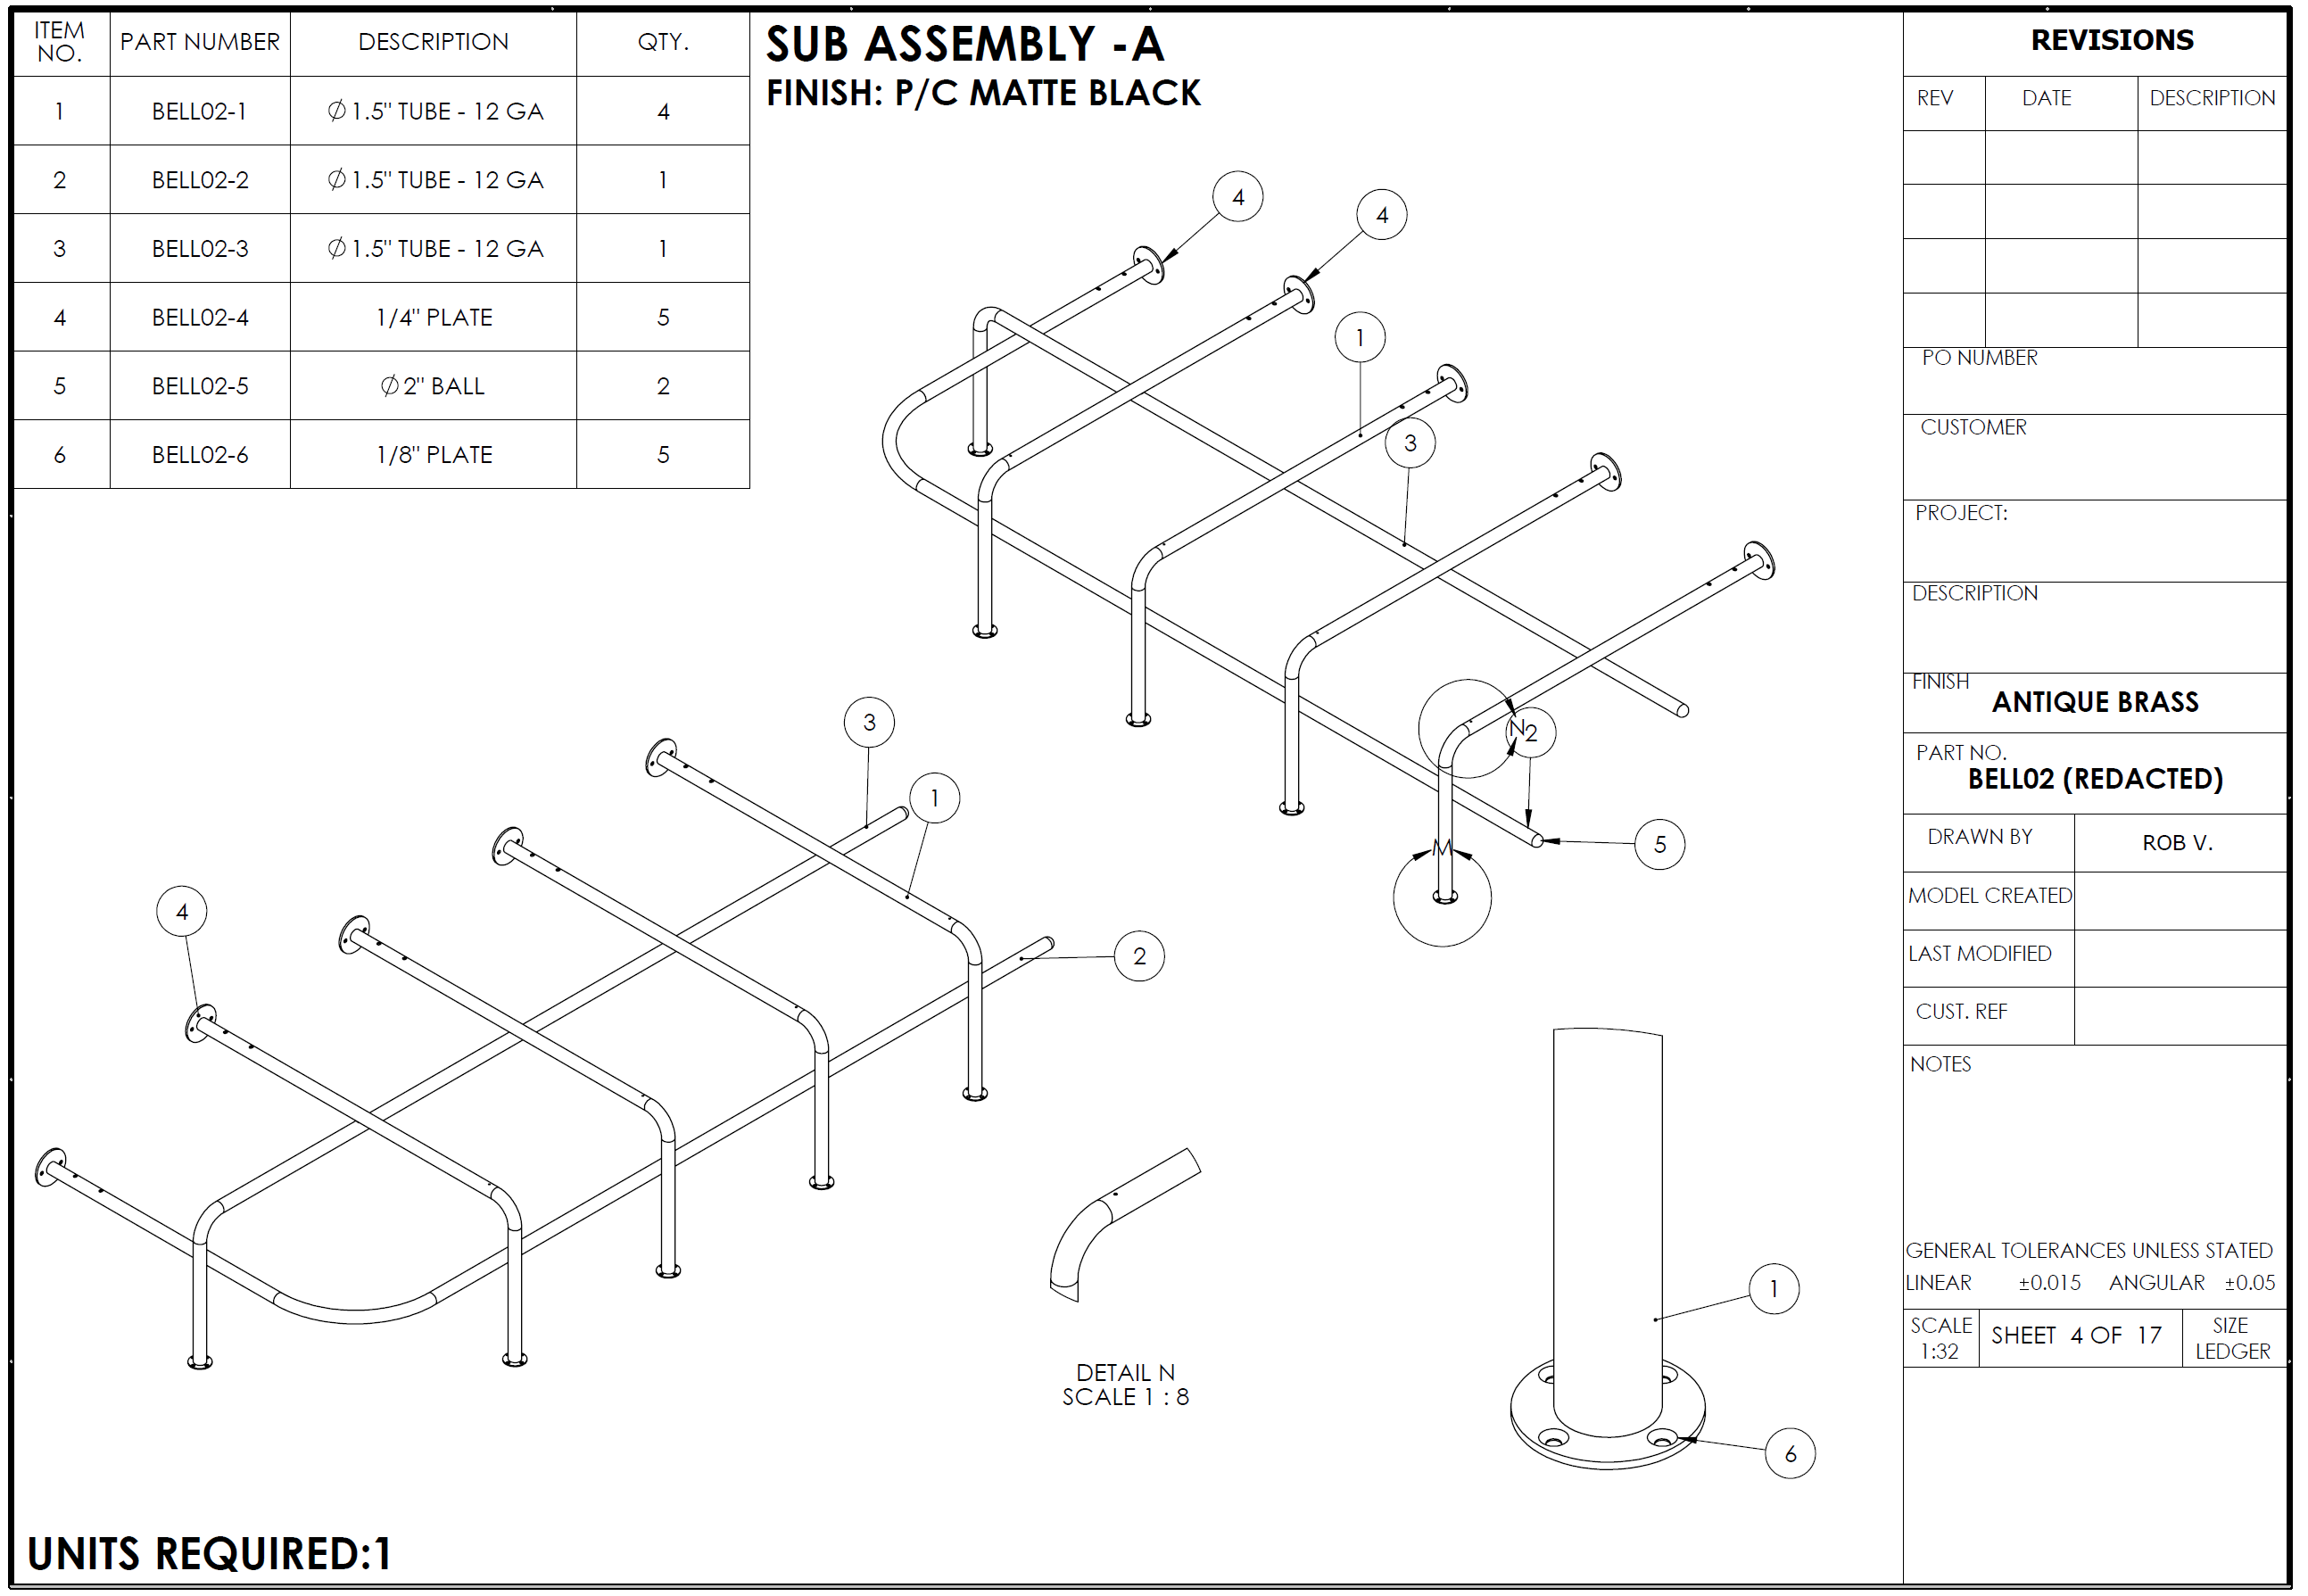 ITEM NO. PART NUMBER DESCRIPTION QTY.
1 BELL02-1 ∅1.5" TUBE - 12 GA 4
2 BELL02-2 ∅1.5" TUBE - 12 GA 1
3 BELL02-3 ∅1.5" TUBE - 12 GA 1
4 BELL02-4 1/4" PLATE 5
5 BELL02-5 ∅2" BALL 2
6 BELL02-6 1/8" PLATE 5
SUB ASSEMBLY -A
FINISH: P/C MATTE BLACK
4
4
1
3
N
2
5
M
3
1
4
2
DETAIL N
SCALE 1 : 8
1
6
UNITS REQUIRED:1
REVISIONS
REV DATE DESCRIPTION
PO NUMBER
CUSTOMER
PROJECT:
DESCRIPTION
FINISH
ANTIQUE BRASS
PART NO.
BELL02 (REDACTED)
DRAWN BY ROB V.
MODEL CREATED
LAST MODIFIED
CUST. REF
NOTES
GENERAL TOLERANCES UNLESS STATED
LINEAR ±0.015 ANGULAR ±0.05
SCALE 1:32 SHEET 4 OF 17 SIZE LEDGER